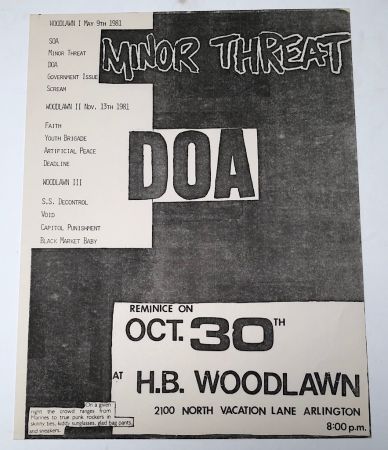 WOODLAWN I MAY 9TH 1981
SOA
MINOR THREAT
DOA
GOVERNMENT ISSUE
SCREAM
WOODLAWN II NOV. 13TH 1981
FAITH
YOUTH BRIGADE
ARTIFICIAL PEACE
DEADLINE
WOODLAWN III
S.S. DECONTROL
VOID
CAPITOL PUNISHMENT
BLACK MARKET BABY
MINOR THREAT
DOA
REMINICE ON
OCT. 30TH
AT H.B. WOODLAWN
2100 NORTH VACATION LANE ARLINGTON
8:00 p.m.
On a given
night the crowd ranges from
Marines to true punk rockers in
skinny ties, kiddy sunglasses, glad bag pants,
and sneakers.